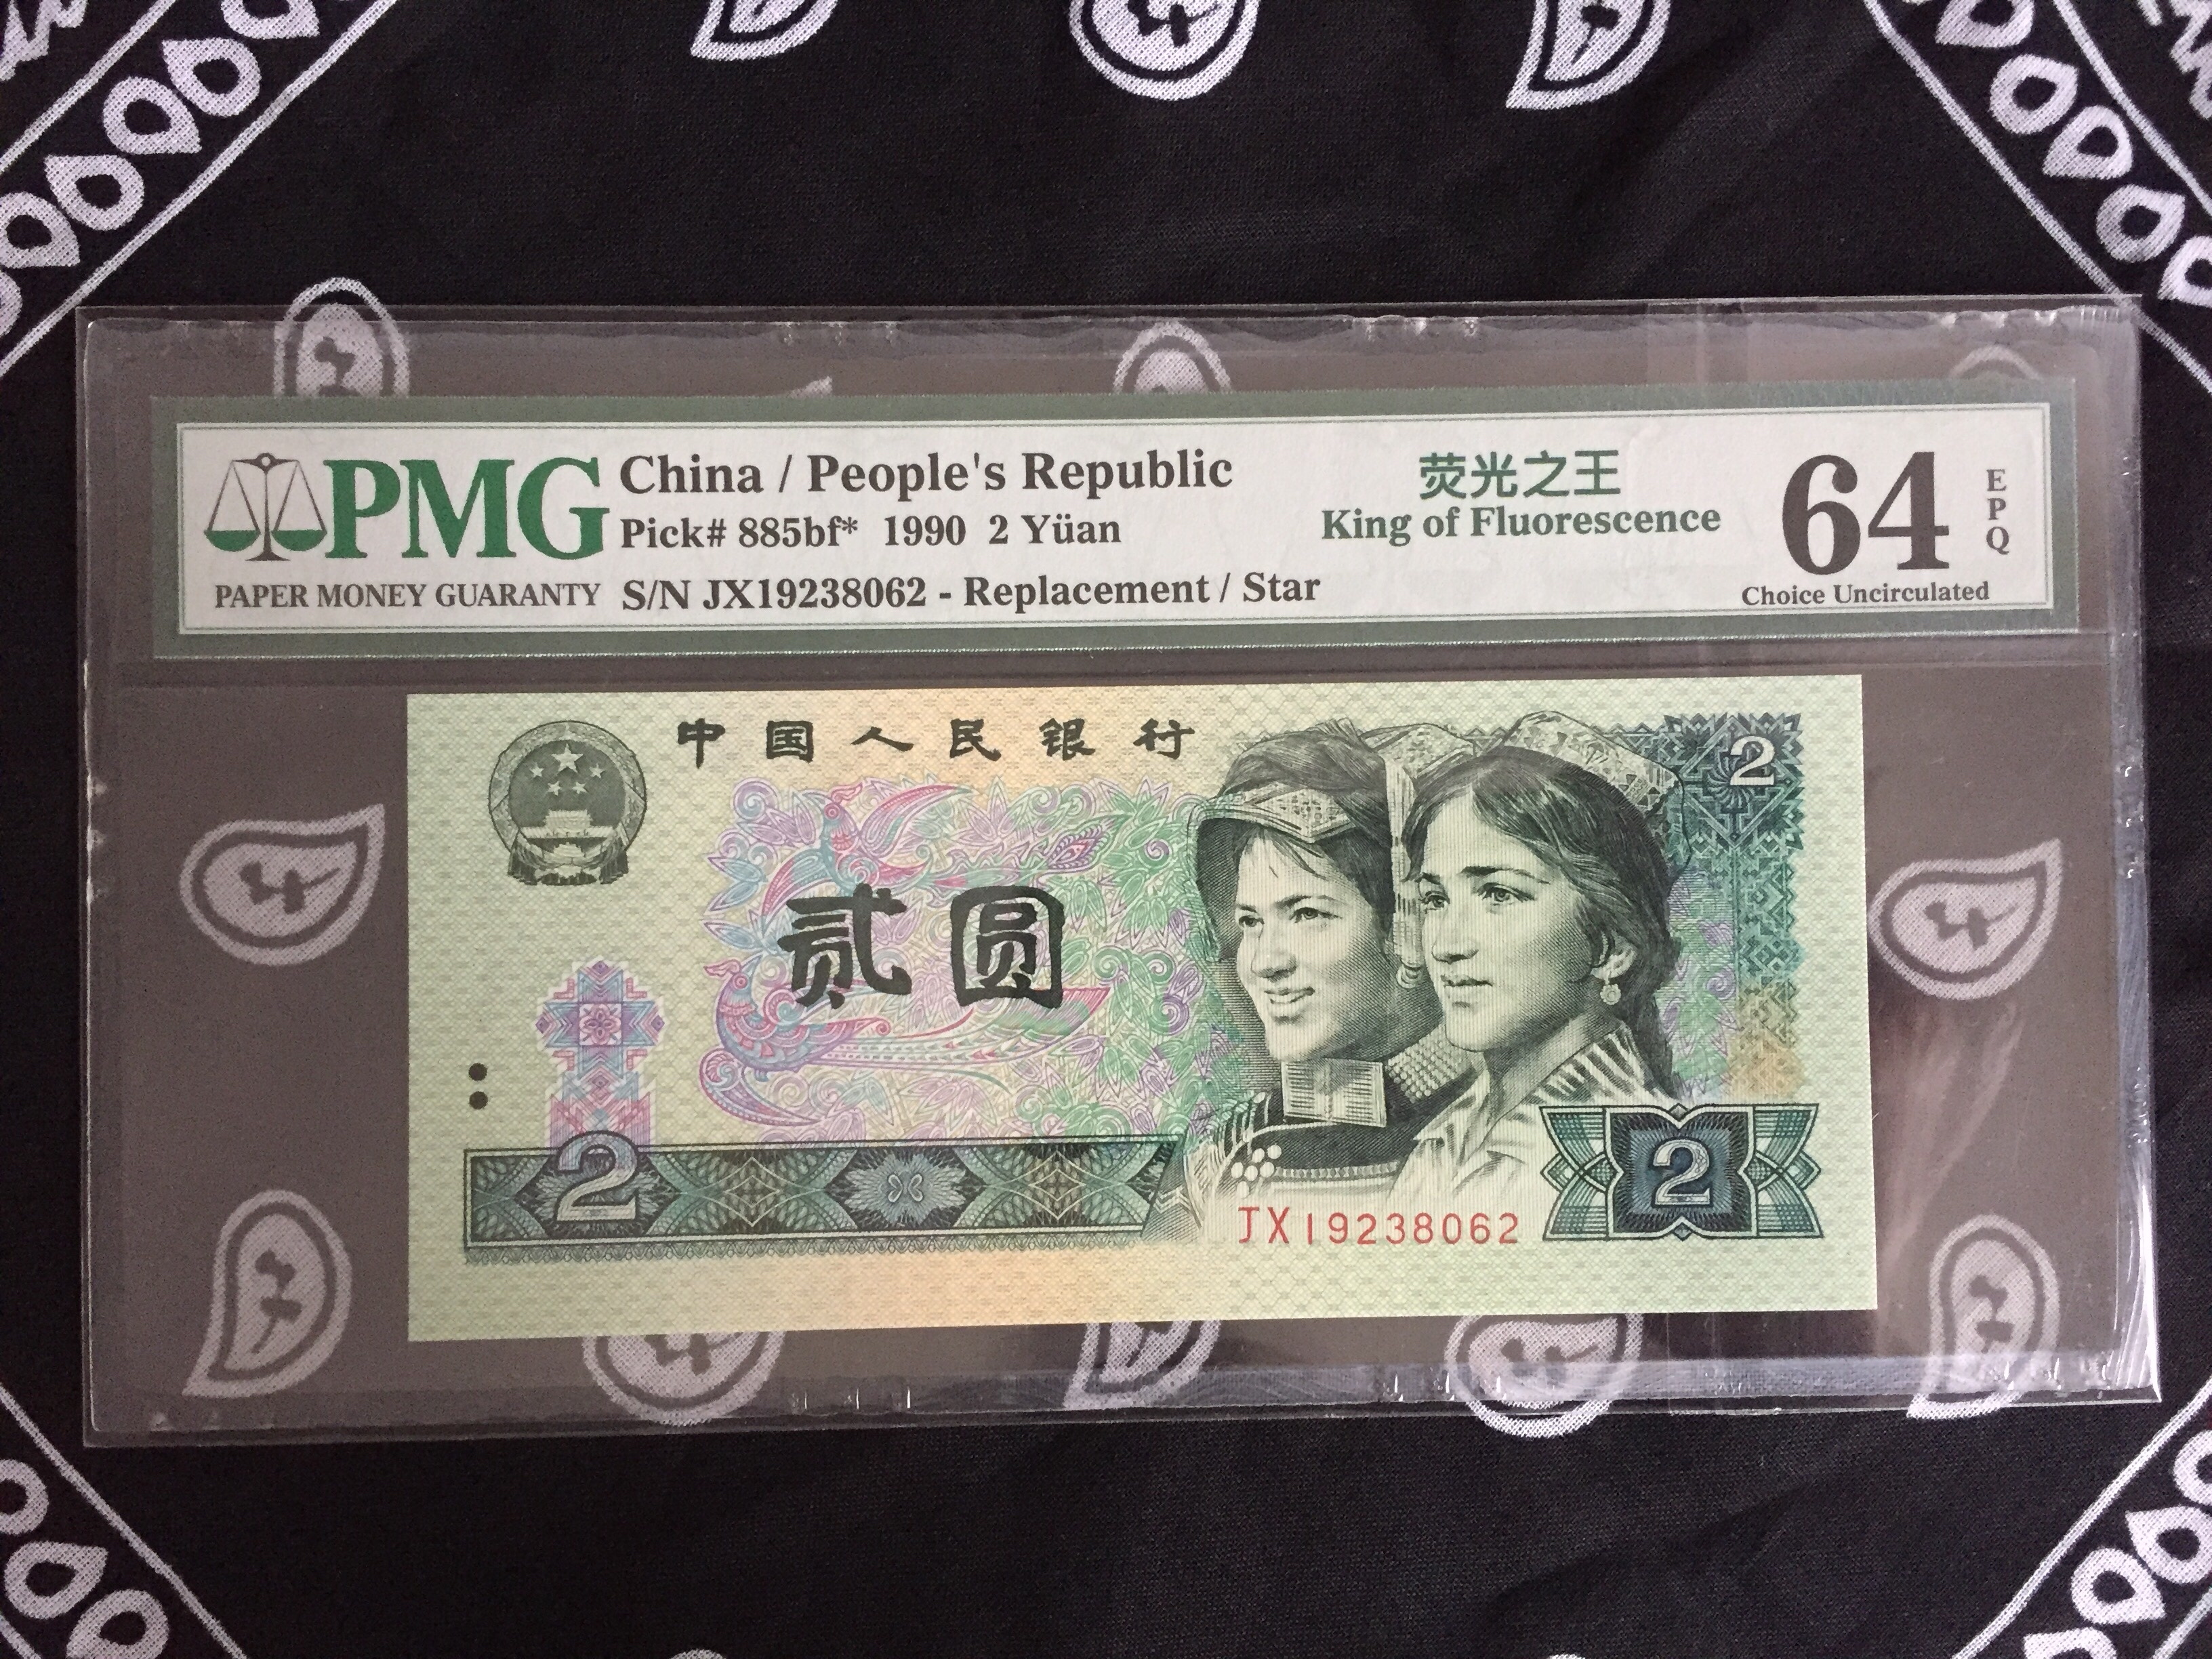 PMG
PAPER MONEY GUARANTY
China / People's Republic
Pick# 885bf* 1990 2 Yüan
S/N JX19238062 - Replacement / Star
荧光之王
King of Fluorescence
64
EPQ
Choice Uncirculated
中国人民银行
2
贰圆
2
2
JX19238062